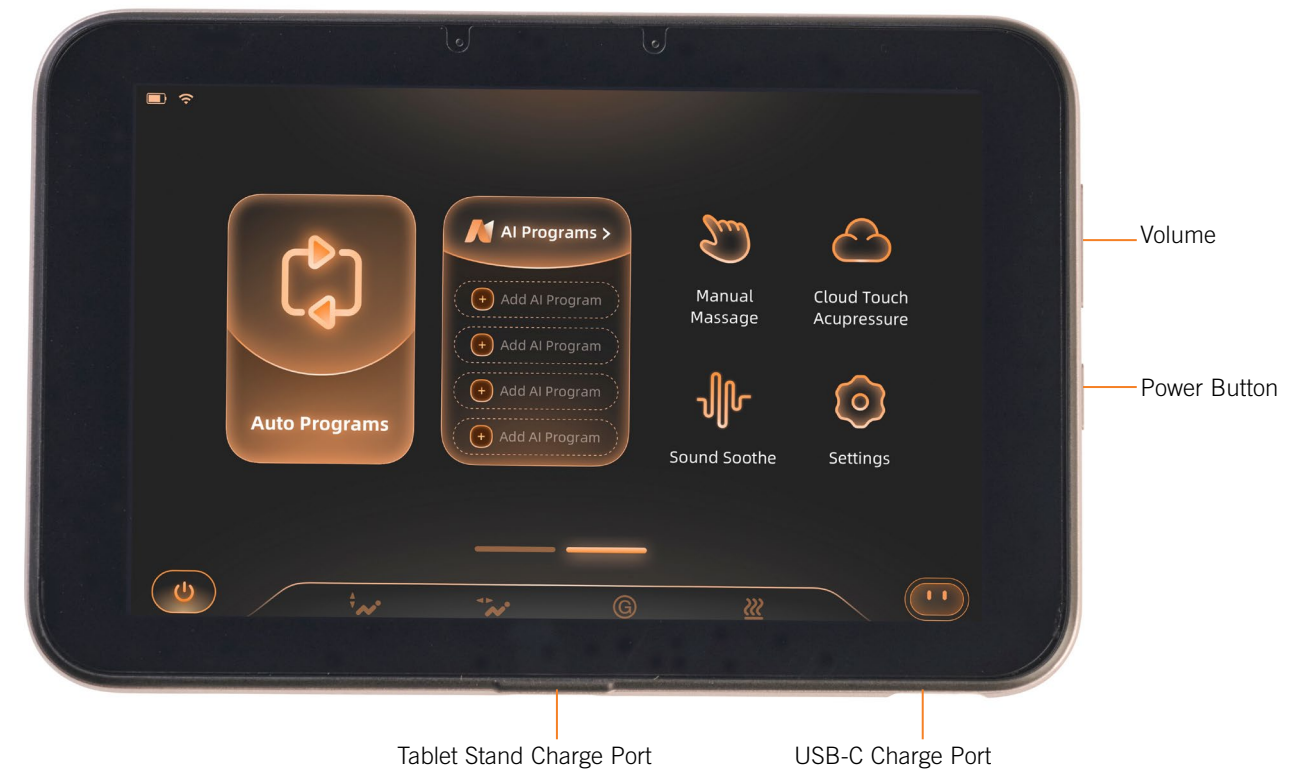 AI Programs >
Add AI Program
Add AI Program
Add AI Program
Add AI Program
Auto Programs
Manual
Massage
Cloud Touch
Acupressure
Sound Soothe
Settings
G
Volume
Power Button
Tablet Stand Charge Port
USB-C Charge Port